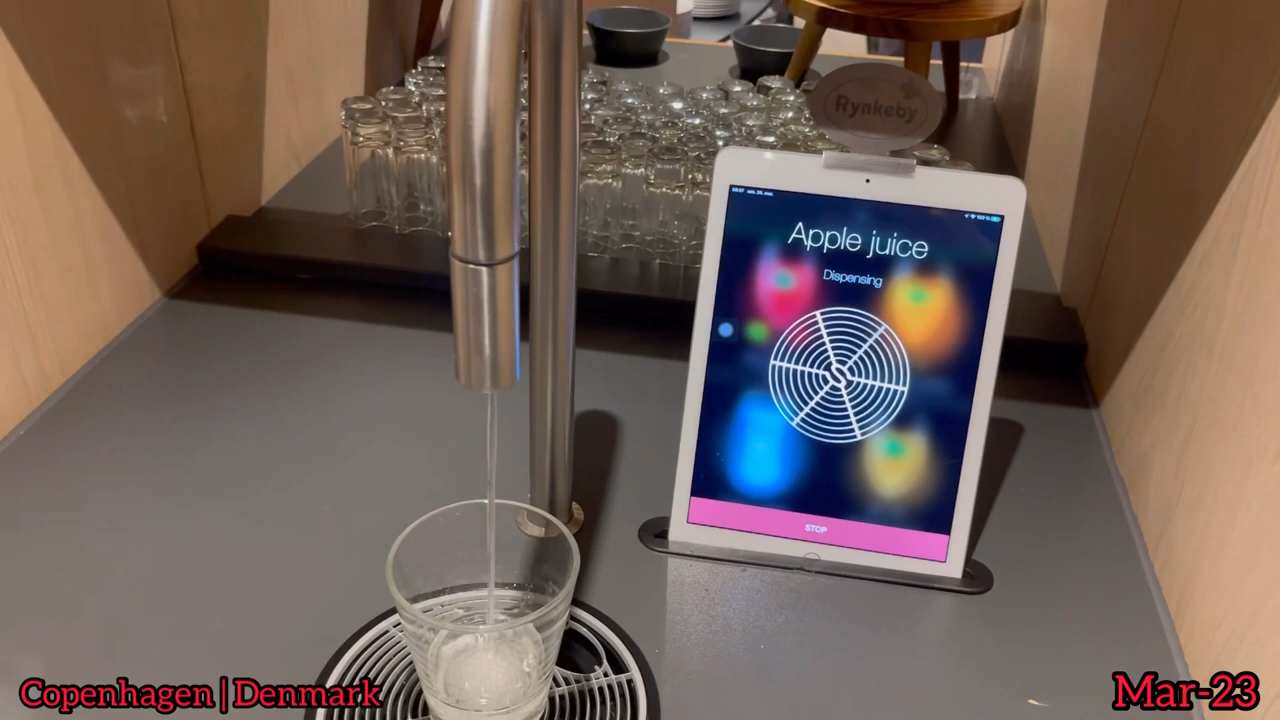 Rynkeby
Apple juice
Dispensing
STOP
Copenhagen | Denmark
Mar-23